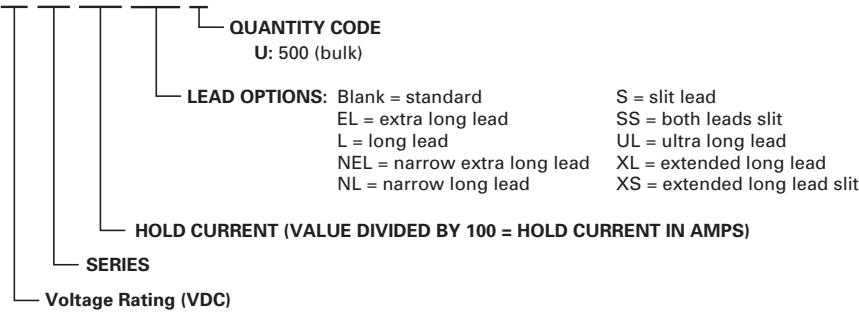 QUANTITY CODE
U: 500 (bulk)
LEAD OPTIONS: Blank = standard S = slit lead
EL = extra long lead SS = both leads slit
L = long lead UL = ultra long lead
NEL = narrow extra long lead XL = extended long lead
NL = narrow long lead XS = extended long lead slit
HOLD CURRENT (VALUE DIVIDED BY 100 = HOLD CURRENT IN AMPS)
SERIES
Voltage Rating (VDC)